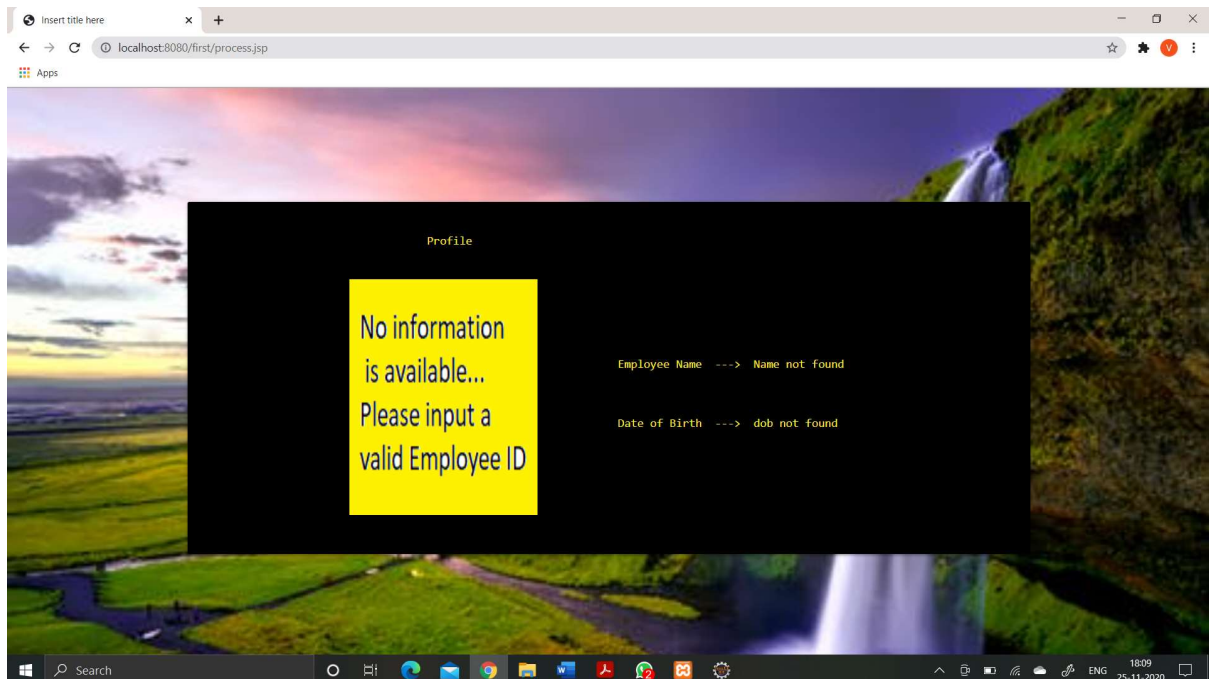 Insert title here
localhost:8080/first/process.jsp
V
Apps
Profile
No information
is available...
Please input a
valid Employee ID
Employee Name ---> Name not found
Date of Birth ---> dob not found
Search
2
ENG
18:09
25-11-2020